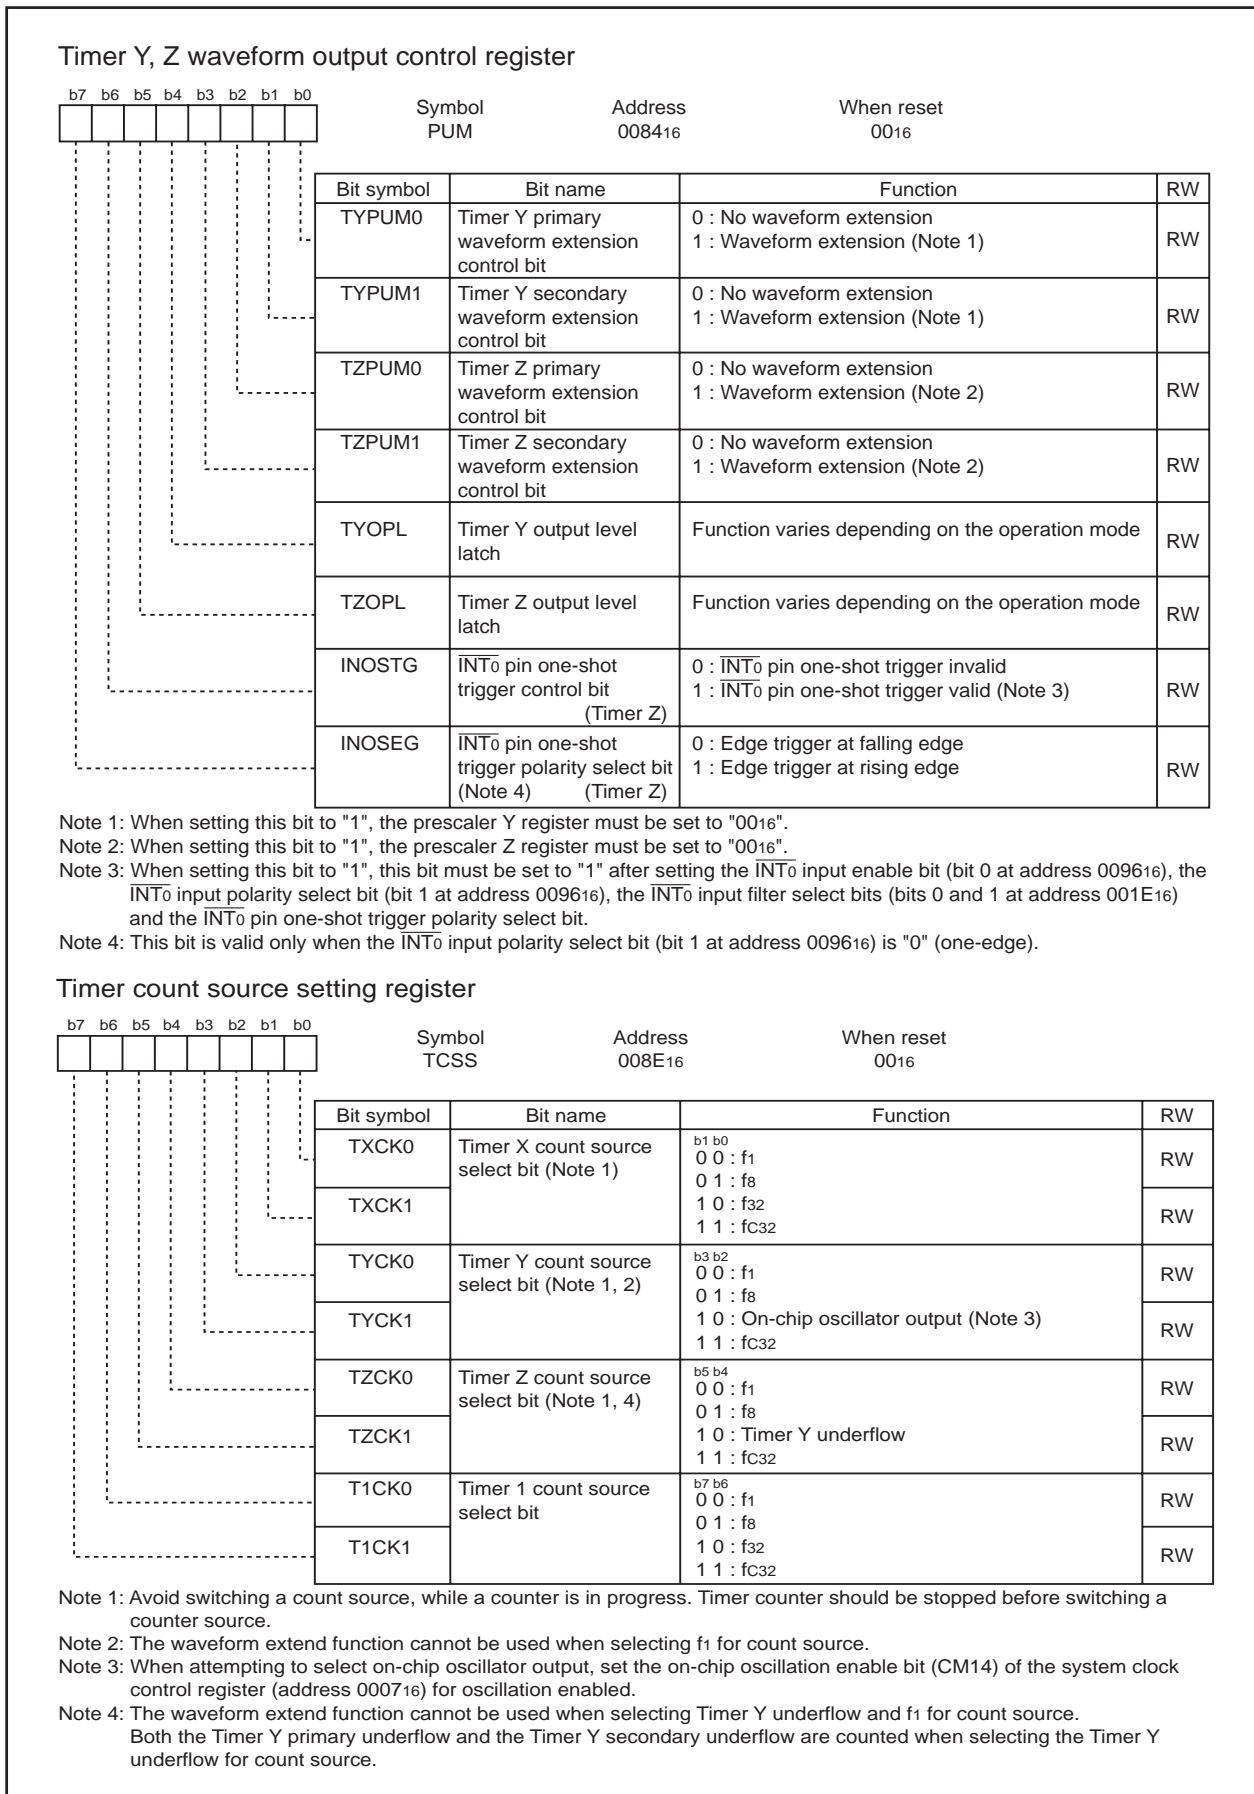 Timer Y, Z waveform output control register
b7 b6 b5 b4 b3 b2 b1 b0
Symbol Address When reset
PUM 008416 0016
Bit symbol Bit name Function RW
TYPUM0 Timer Y primary 0 : No waveform extension
waveform extension 1 : Waveform extension (Note 1) RW
control bit
TYPUM1 Timer Y secondary 0 : No waveform extension
waveform extension 1 : Waveform extension (Note 1) RW
control bit
TZPUM0 Timer Z primary 0 : No waveform extension
waveform extension 1 : Waveform extension (Note 2) RW
control bit
TZPUM1 Timer Z secondary 0 : No waveform extension
waveform extension 1 : Waveform extension (Note 2) RW
control bit
TYOPL Timer Y output level Function varies depending on the operation mode RW
latch
TZOPL Timer Z output level Function varies depending on the operation mode RW
latch
INOSTG INT0 pin one-shot 0 : INT0 pin one-shot trigger invalid
trigger control bit 1 : INT0 pin one-shot trigger valid (Note 3) RW
(Timer Z)
INOSEG INT0 pin one-shot 0 : Edge trigger at falling edge
trigger polarity select bit 1 : Edge trigger at rising edge RW
(Note 4) (Timer Z)
Note 1: When setting this bit to "1", the prescaler Y register must be set to "0016".
Note 2: When setting this bit to "1", the prescaler Z register must be set to "0016".
Note 3: When setting this bit to "1", this bit must be set to "1" after setting the INT0 input enable bit (bit 0 at address 009616), the
INT0 input polarity select bit (bit 1 at address 009616), the INT0 input filter select bits (bits 0 and 1 at address 001E16)
and the INT0 pin one-shot trigger polarity select bit.
Note 4: This bit is valid only when the INT0 input polarity select bit (bit 1 at address 009616) is "0" (one-edge).
Timer count source setting register
b7 b6 b5 b4 b3 b2 b1 b0
Symbol Address When reset
TCSS 008E16 0016
Bit symbol Bit name Function RW
TXCK0 Timer X count source b1 b0 RW
select bit (Note 1) 0 0 : f1
0 1 : f8
TXCK1 1 0 : f32 RW
1 1 : fC32
TYCK0 Timer Y count source b3 b2 RW
select bit (Note 1, 2) 0 0 : f1
0 1 : f8
TYCK1 1 0 : On-chip oscillator output (Note 3) RW
1 1 : fC32
TZCK0 Timer Z count source b5 b4 RW
select bit (Note 1, 4) 0 0 : f1
0 1 : f8
TZCK1 1 0 : Timer Y underflow RW
1 1 : fC32
T1CK0 Timer 1 count source b7 b6 RW
select bit 0 0 : f1
0 1 : f8
T1CK1 1 0 : f32 RW
1 1 : fC32
Note 1: Avoid switching a count source, while a counter is in progress. Timer counter should be stopped before switching a
counter source.
Note 2: The waveform extend function cannot be used when selecting f1 for count source.
Note 3: When attempting to select on-chip oscillator output, set the on-chip oscillation enable bit (CM14) of the system clock
control register (address 000716) for oscillation enabled.
Note 4: The waveform extend function cannot be used when selecting Timer Y underflow and f1 for count source.
Both the Timer Y primary underflow and the Timer Y secondary underflow are counted when selecting the Timer Y
underflow for count source.